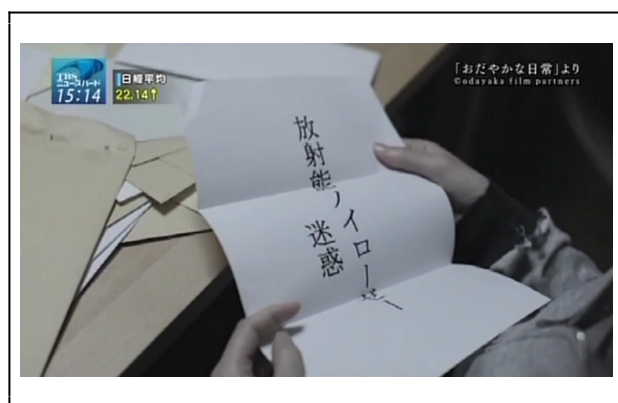 TBS
ニュースバード
15:14
日経平均
22.14↑
「おだやかな日常」より
©odayaka film partners
放射能ノイローゼ
迷惑